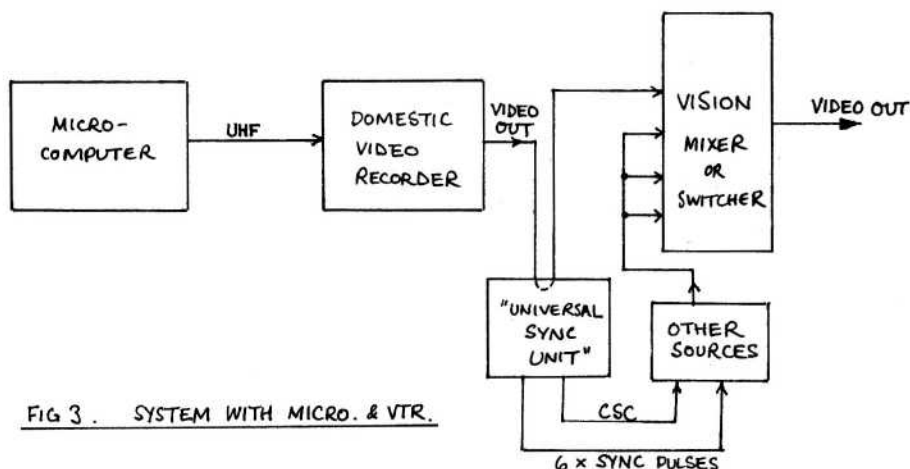 MICRO-
COMPUTER
UHF
DOMESTIC
VIDEO
RECORDER
VIDEO
OUT
VISION
MIXER
OR
SWITCHER
VIDEO OUT
"UNIVERSAL
SYNC
UNIT"
OTHER
SOURCES
CSC
6 x SYNC PULSES
FIG 3. SYSTEM WITH MICRO. & VTR.